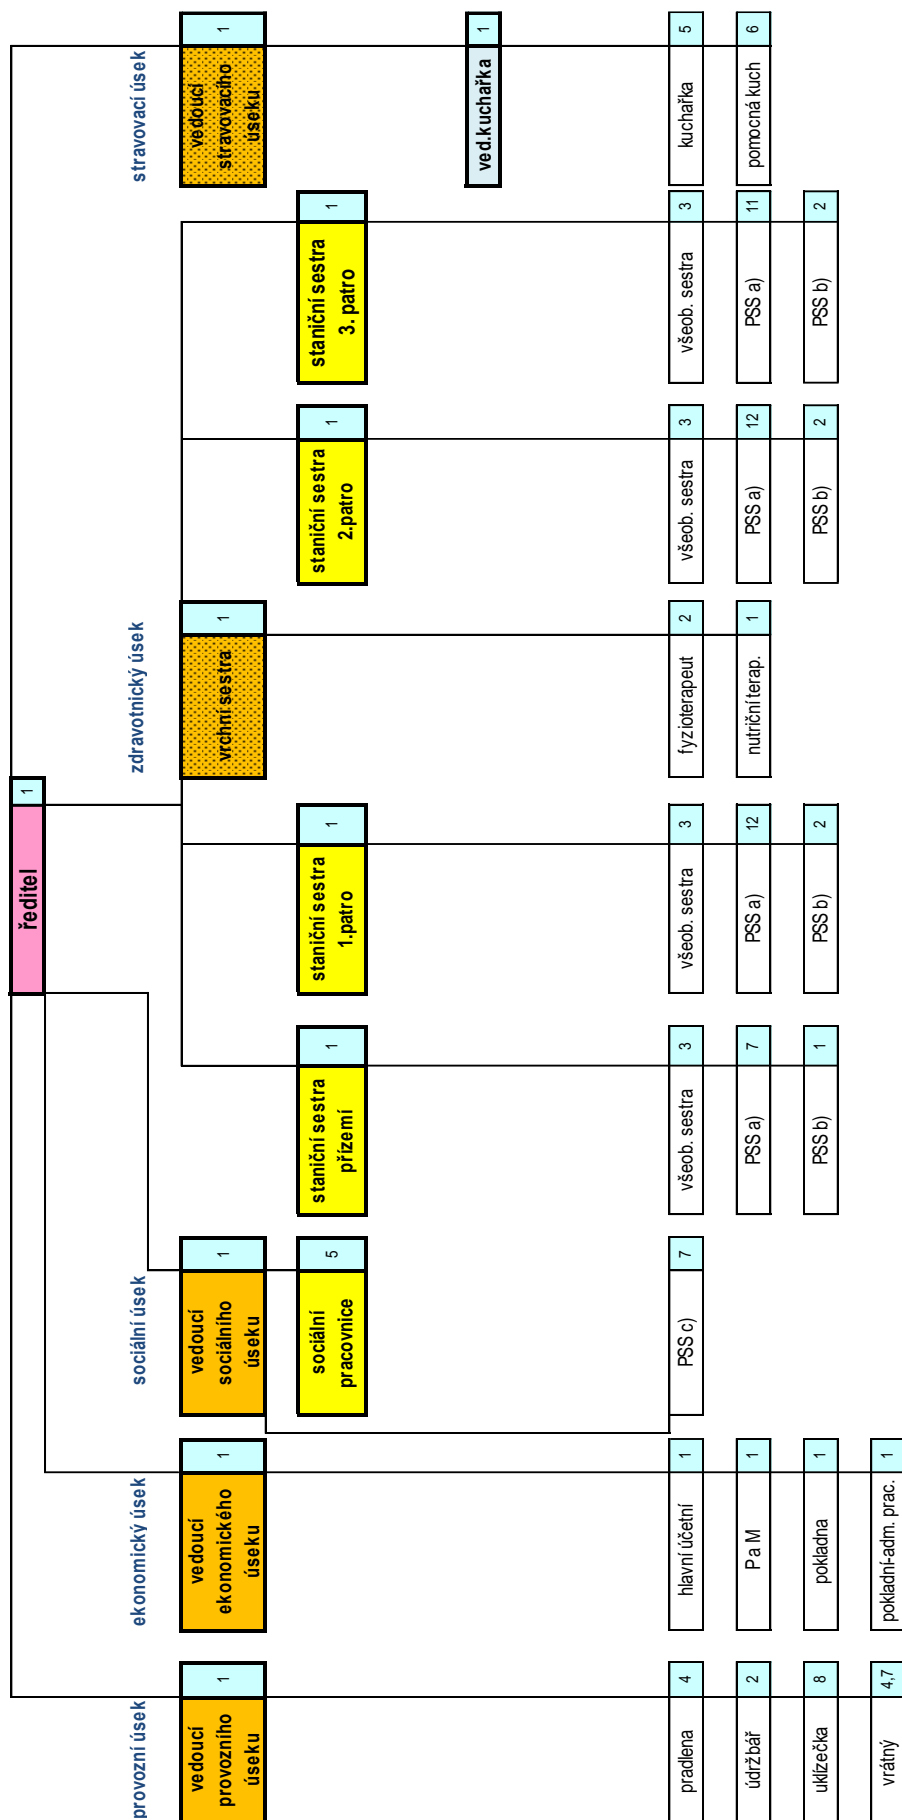 ředitel
1
provozní úsek
ekonomický úsek
sociální úsek
zdravotnický úsek
stravovací úsek
vedoucí
provozního
úseku
1
vedoucí
ekonomického
úseku
1
vedoucí
sociálního
úseku
1
vrchní sestra
1
vedoucí
stravovacího
úseku
1
sociální
pracovnice
5
staniční sestra
přízemí
1
staniční sestra
1.patro
1
staniční sestra
2.patro
1
staniční sestra
3. patro
1
ved.kuchařka
1
pradlena
4
hlavní účetní
1
PSS c)
7
všeob. sestra
3
všeob. sestra
3
fyzioterapeut
2
všeob. sestra
3
všeob. sestra
3
kuchařka
5
údržbář
2
P a M
1
PSS a)
7
PSS a)
12
nutriční terap.
1
PSS a)
12
PSS a)
11
pomocná kuch
6
uklízečka
8
pokladna
1
PSS b)
1
PSS b)
2
PSS b)
2
PSS b)
2
vrátný
4,7
pokladní-adm. prac.
1